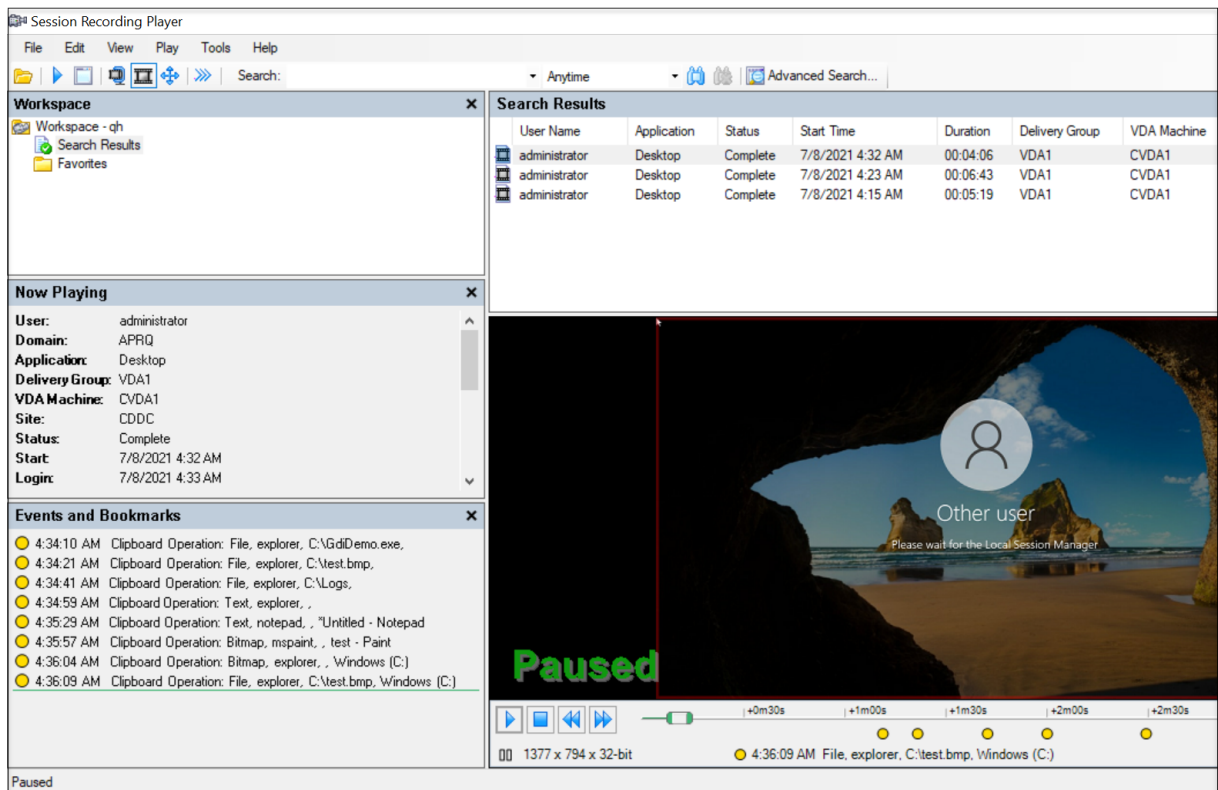 Session Recording Player
File Edit View Play Tools Help
Search: Anytime Advanced Search...
Workspace
Workspace - qh
Search Results
Favorites
Search Results
User Name Application Status Start Time Duration Delivery Group VDA Machine
administrator Desktop Complete 7/8/2021 4:32 AM 00:04:06 VDA1 CVDA1
administrator Desktop Complete 7/8/2021 4:23 AM 00:06:43 VDA1 CVDA1
administrator Desktop Complete 7/8/2021 4:15 AM 00:05:19 VDA1 CVDA1
Now Playing
User: administrator
Domain: APRQ
Application: Desktop
Delivery Group: VDA1
VDA Machine: CVDA1
Site: CDDC
Status: Complete
Start: 7/8/2021 4:32 AM
Login: 7/8/2021 4:33 AM
Events and Bookmarks
4:34:10 AM Clipboard Operation: File, explorer, C:\GdiDemo.exe,
4:34:21 AM Clipboard Operation: File, explorer, C:\test.bmp,
4:34:41 AM Clipboard Operation: File, explorer, C:\Logs,
4:34:59 AM Clipboard Operation: Text, explorer, ,
4:35:29 AM Clipboard Operation: Text, notepad, , *Untitled - Notepad
4:35:57 AM Clipboard Operation: Bitmap, mspaint, , test - Paint
4:36:04 AM Clipboard Operation: Bitmap, explorer, , Windows (C:)
4:36:09 AM Clipboard Operation: File, explorer, C:\test.bmp, Windows (C:)
Other user
Please wait for the Local Session Manager
Paused
+0m30s +1m00s +1m30s +2m00s +2m30s
1377 x 794 x 32-bit 4:36:09 AM File, explorer, C:\test.bmp, Windows (C:)
Paused